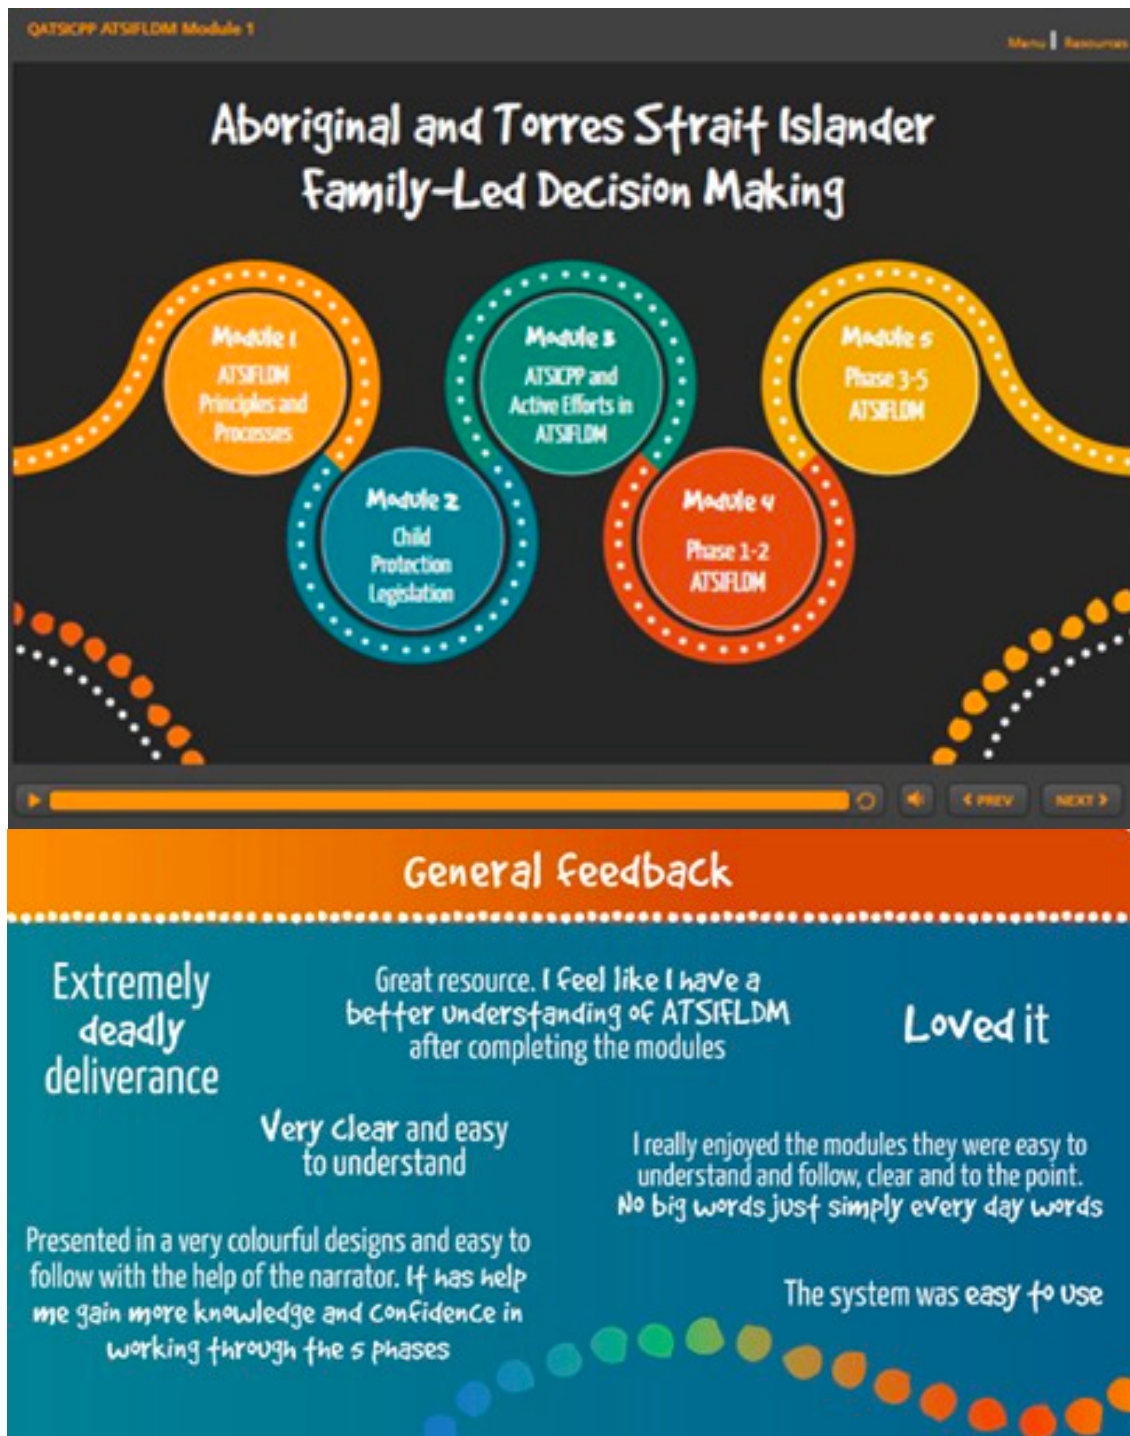 QATSICPP ATSIFLDM Module 1
Menu
Resources
Aboriginal and Torres Strait Islander
Family-Led Decision Making
Module 1
ATSIFLDM
Principles and
Processes
Module 2
Child
Protection
Legislation
Module 3
ATSICPP and
Active Efforts in
ATSIFLDM
Module 4
Phase 1-2
ATSIFLDM
Module 5
Phase 3-5
ATSIFLDM
PREV
NEXT
General Feedback
Extremely
deadly
deliverance
Great resource. I feel like I have a
better understanding of ATSIFLDM
after completing the modules
Loved it
Very clear and easy
to understand
I really enjoyed the modules they were easy to
understand and follow, clear and to the point.
No big words just simply every day words
Presented in a very colourful designs and easy to
follow with the help of the narrator. It has help
me gain more knowledge and confidence in
working through the 5 phases
The system was easy to use